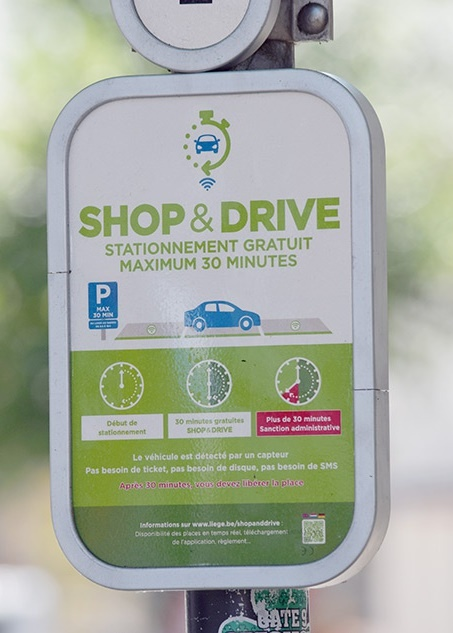 SHOP & DRIVE
STATIONNEMENT GRATUIT
MAXIMUM 30 MINUTES
P
MAX
30 MIN
Début de
stationnement
30 minutes gratuites
SHOP&DRIVE
Plus de 30 minutes
Sanction administrative
Le véhicule est détecté par un capteur
Pas besoin de ticket, pas besoin de disque, pas besoin de SMS
Après 30 minutes, vous devez libérer la place
Informations sur www.liege.be/shopanddrive
Disponibilité des places en temps réel, téléchargement
de l'application, règlement...
CE
GATE9